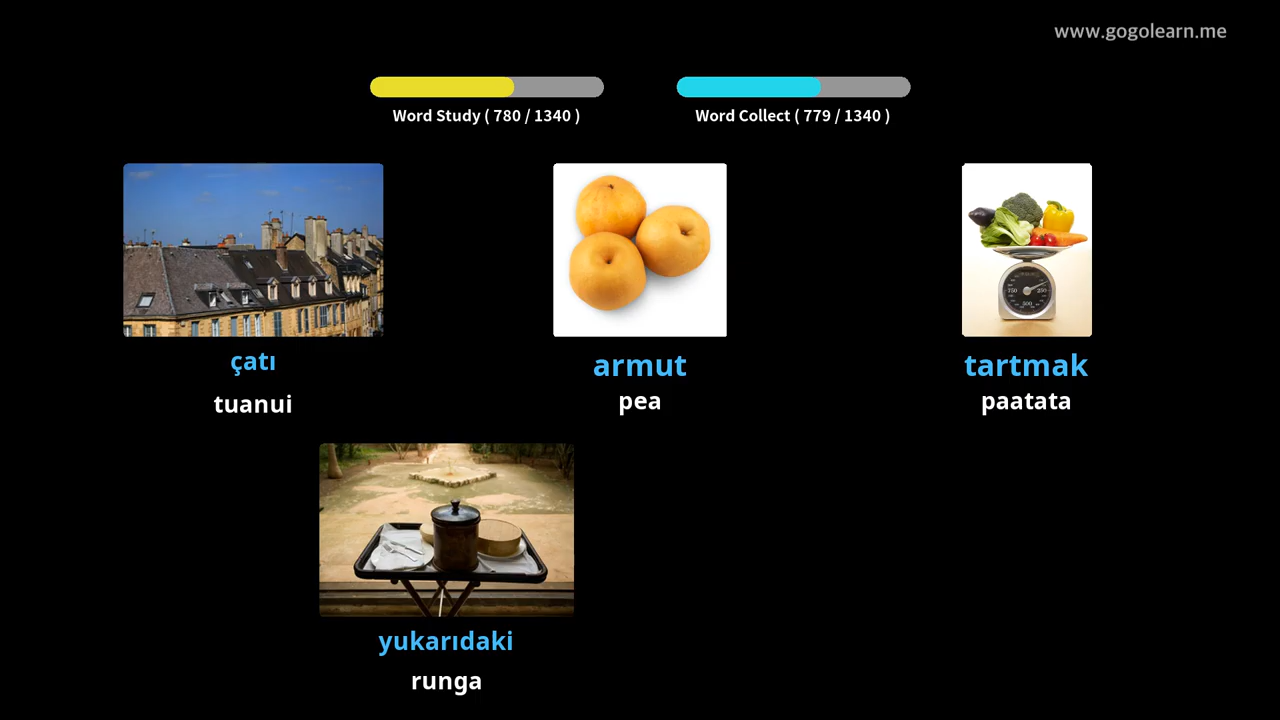 www.gogolearn.me
Word Study ( 780 / 1340 )
Word Collect ( 779 / 1340 )
çatı
tuanui
armut
pea
tartmak
paatata
yukarıdaki
runga